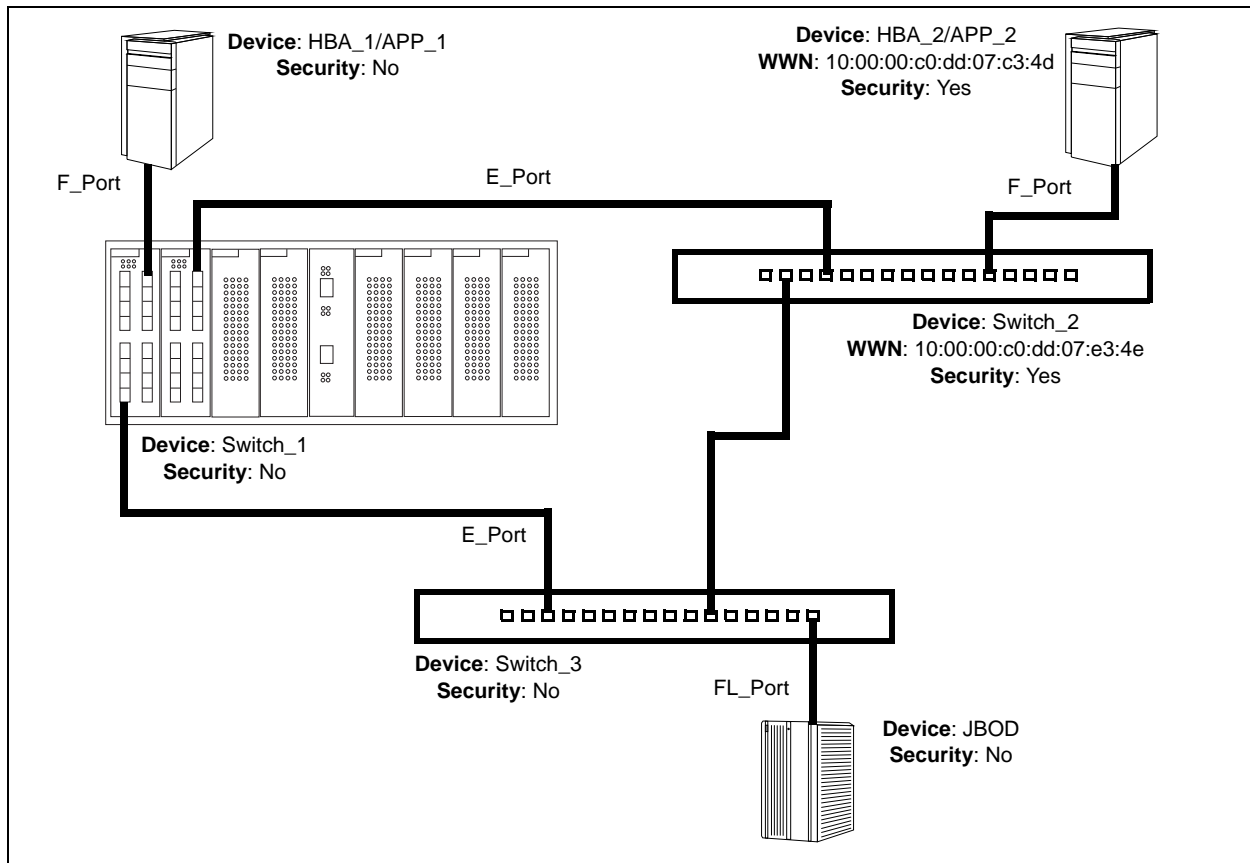 Device: HBA_1/APP_1
Security: No
Device: HBA_2/APP_2
WWN: 10:00:00:c0:dd:07:c3:4d
Security: Yes
F_Port
E_Port
F_Port
Device: Switch_2
WWN: 10:00:00:c0:dd:07:e3:4e
Security: Yes
Device: Switch_1
Security: No
E_Port
Device: Switch_3
Security: No
FL_Port
Device: JBOD
Security: No